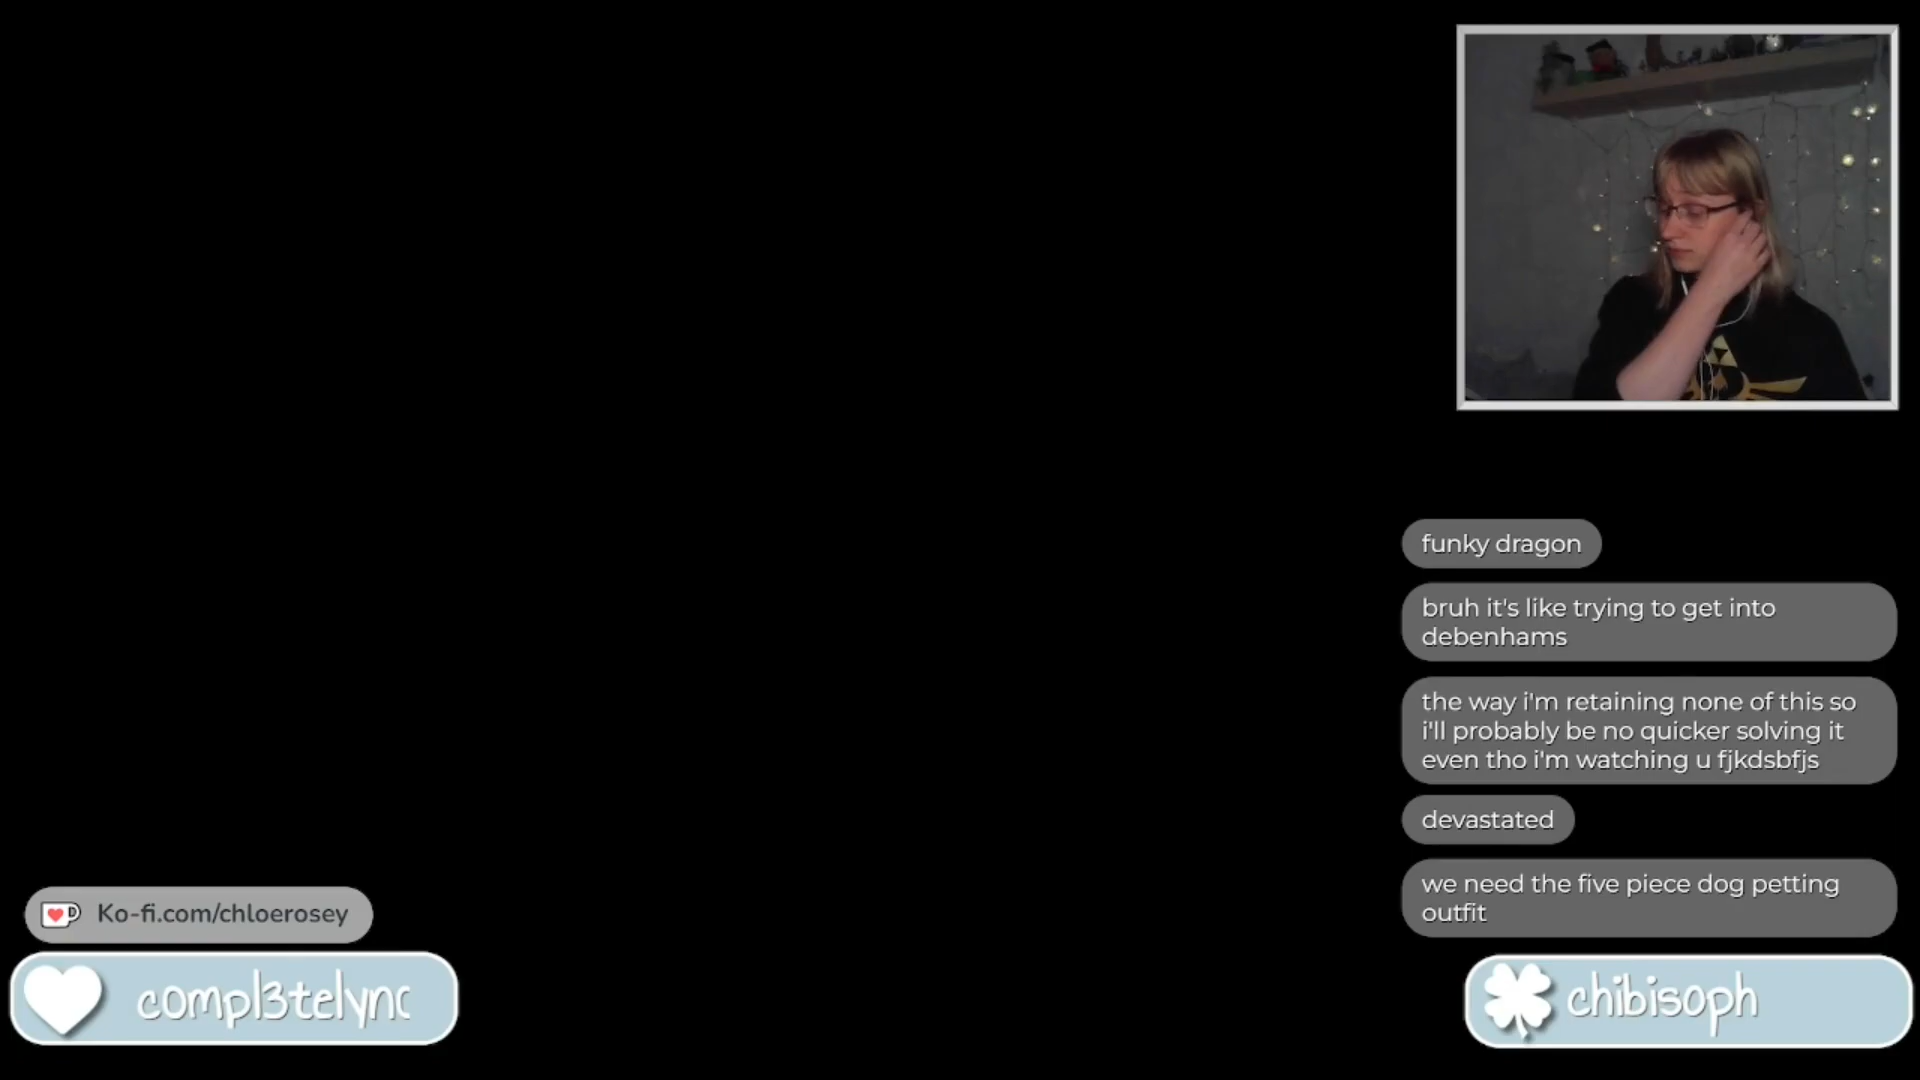 funky dragon
bruh it's like trying to get into
debenhams
the way i'm retaining none of this so
i'll probably be no quicker solving it
even tho i'm watching u fjkdsbfjs
devastated
we need the five piece dog petting
outfit
Ko-fi.com/chloerosey
compl3telync
chibisoph